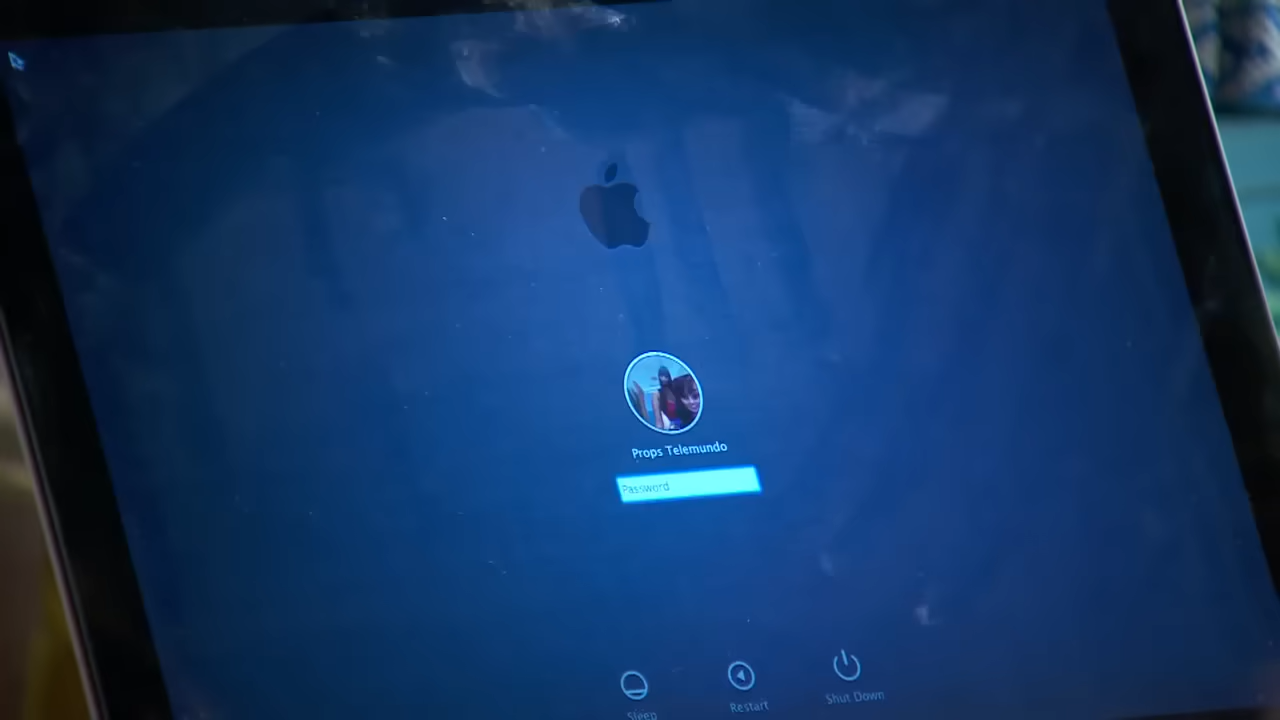 Props Telemundo
Password
Sleep
Restart
Shut Down